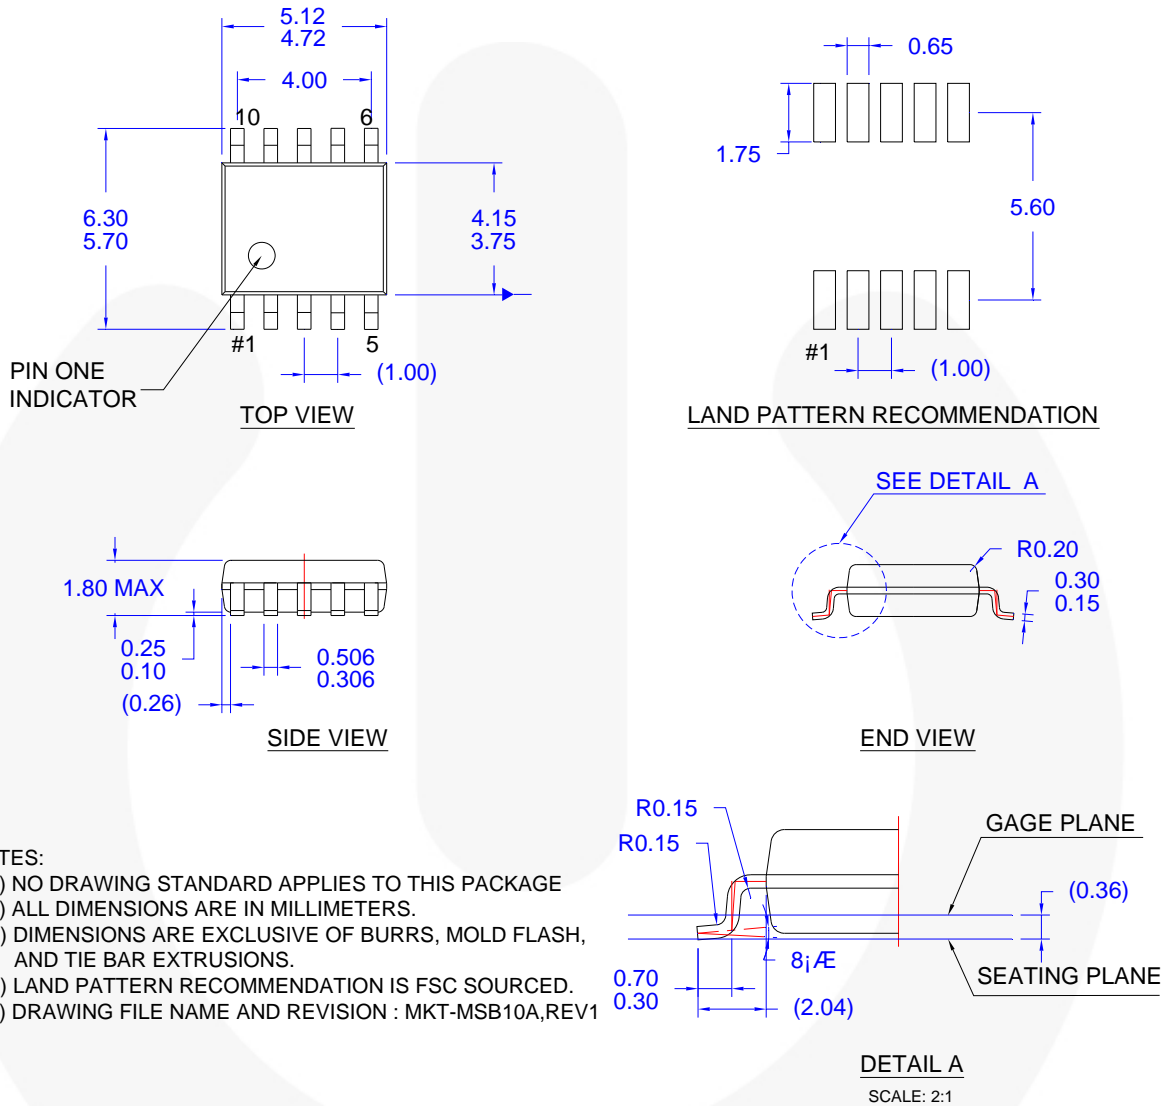 5.12
4.72
4.00
10
6
6.30
5.70
4.15
3.75
#1
5
(1.00)
PIN ONE
INDICATOR
TOP VIEW
0.65
1.75
5.60
#1
(1.00)
LAND PATTERN RECOMMENDATION
1.80 MAX
0.25
0.10
(0.26)
0.506
0.306
SIDE VIEW
SEE DETAIL A
R0.20
0.30
0.15
END VIEW
TES:
) NO DRAWING STANDARD APPLIES TO THIS PACKAGE
) ALL DIMENSIONS ARE IN MILLIMETERS.
) DIMENSIONS ARE EXCLUSIVE OF BURRS, MOLD FLASH,
AND TIE BAR EXTRUSIONS.
) LAND PATTERN RECOMMENDATION IS FSC SOURCED.
) DRAWING FILE NAME AND REVISION : MKT-MSB10A,REV1
R0.15
R0.15
GAGE PLANE
(0.36)
8¡Æ
SEATING PLANE
0.70
0.30
(2.04)
DETAIL A
SCALE: 2:1